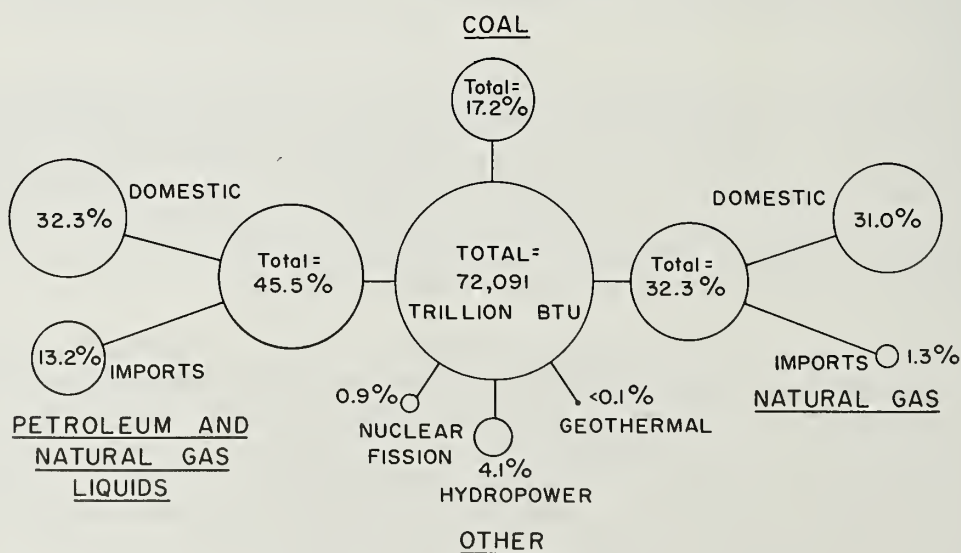 COAL
Total=
17.2%
DOMESTIC
32.3%
Total=
45.5%
13.2%
IMPORTS
PETROLEUM AND
NATURAL GAS
LIQUIDS
TOTAL=
72,091
TRILLION BTU
DOMESTIC
31.0%
Total=
32.3%
IMPORTS
1.3%
NATURAL GAS
0.9%
NUCLEAR
FISSION
4.1%
HYDROPOWER
<0.1%
GEOTHERMAL
OTHER